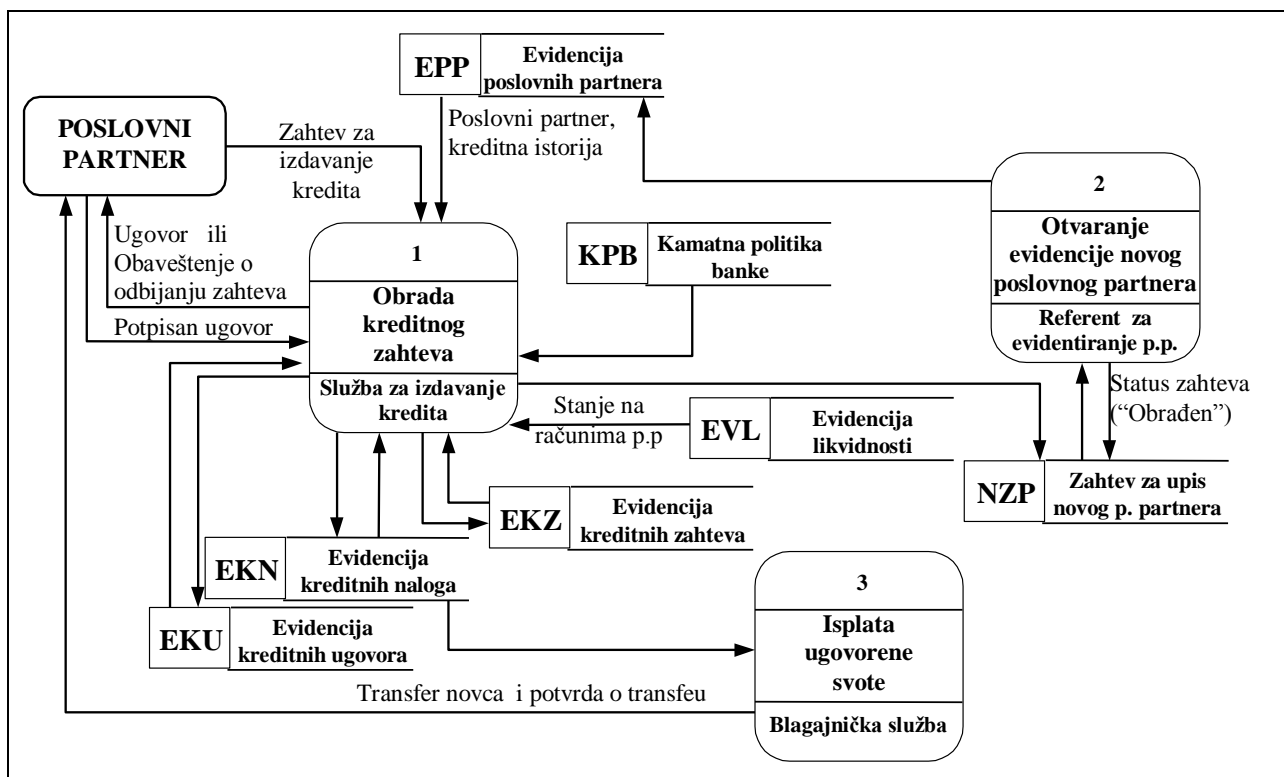 EPP
Evidencija
poslovnih partnera
POSLOVNI
PARTNER
Zahtev za
izdavanje
kredita
Poslovni partner,
kreditna istorija
2
Otvaranje
evidencije novog
poslovnog partnera
Referent za
evidentiranje p.p.
Ugovor ili
Obaveštenje o
odbijanju zahteva
1
Obrada
kreditnog
zahteva
Služba za izdavanje
kredita
KPB
Kamatna politika
banke
Potpisan ugovor
Status zahteva
(“Obrađen”)
Stanje na
računima p.p
EVL
Evidencija
likvidnosti
NZP
Zahtev za upis
novog p. partnera
EKZ
Evidencija
kreditnih zahteva
EKN
Evidencija
kreditnih naloga
EKU
Evidencija
kreditnih ugovora
3
Isplata
ugovorene
svote
Blagajnička služba
Transfer novca i potvrda o transfeu